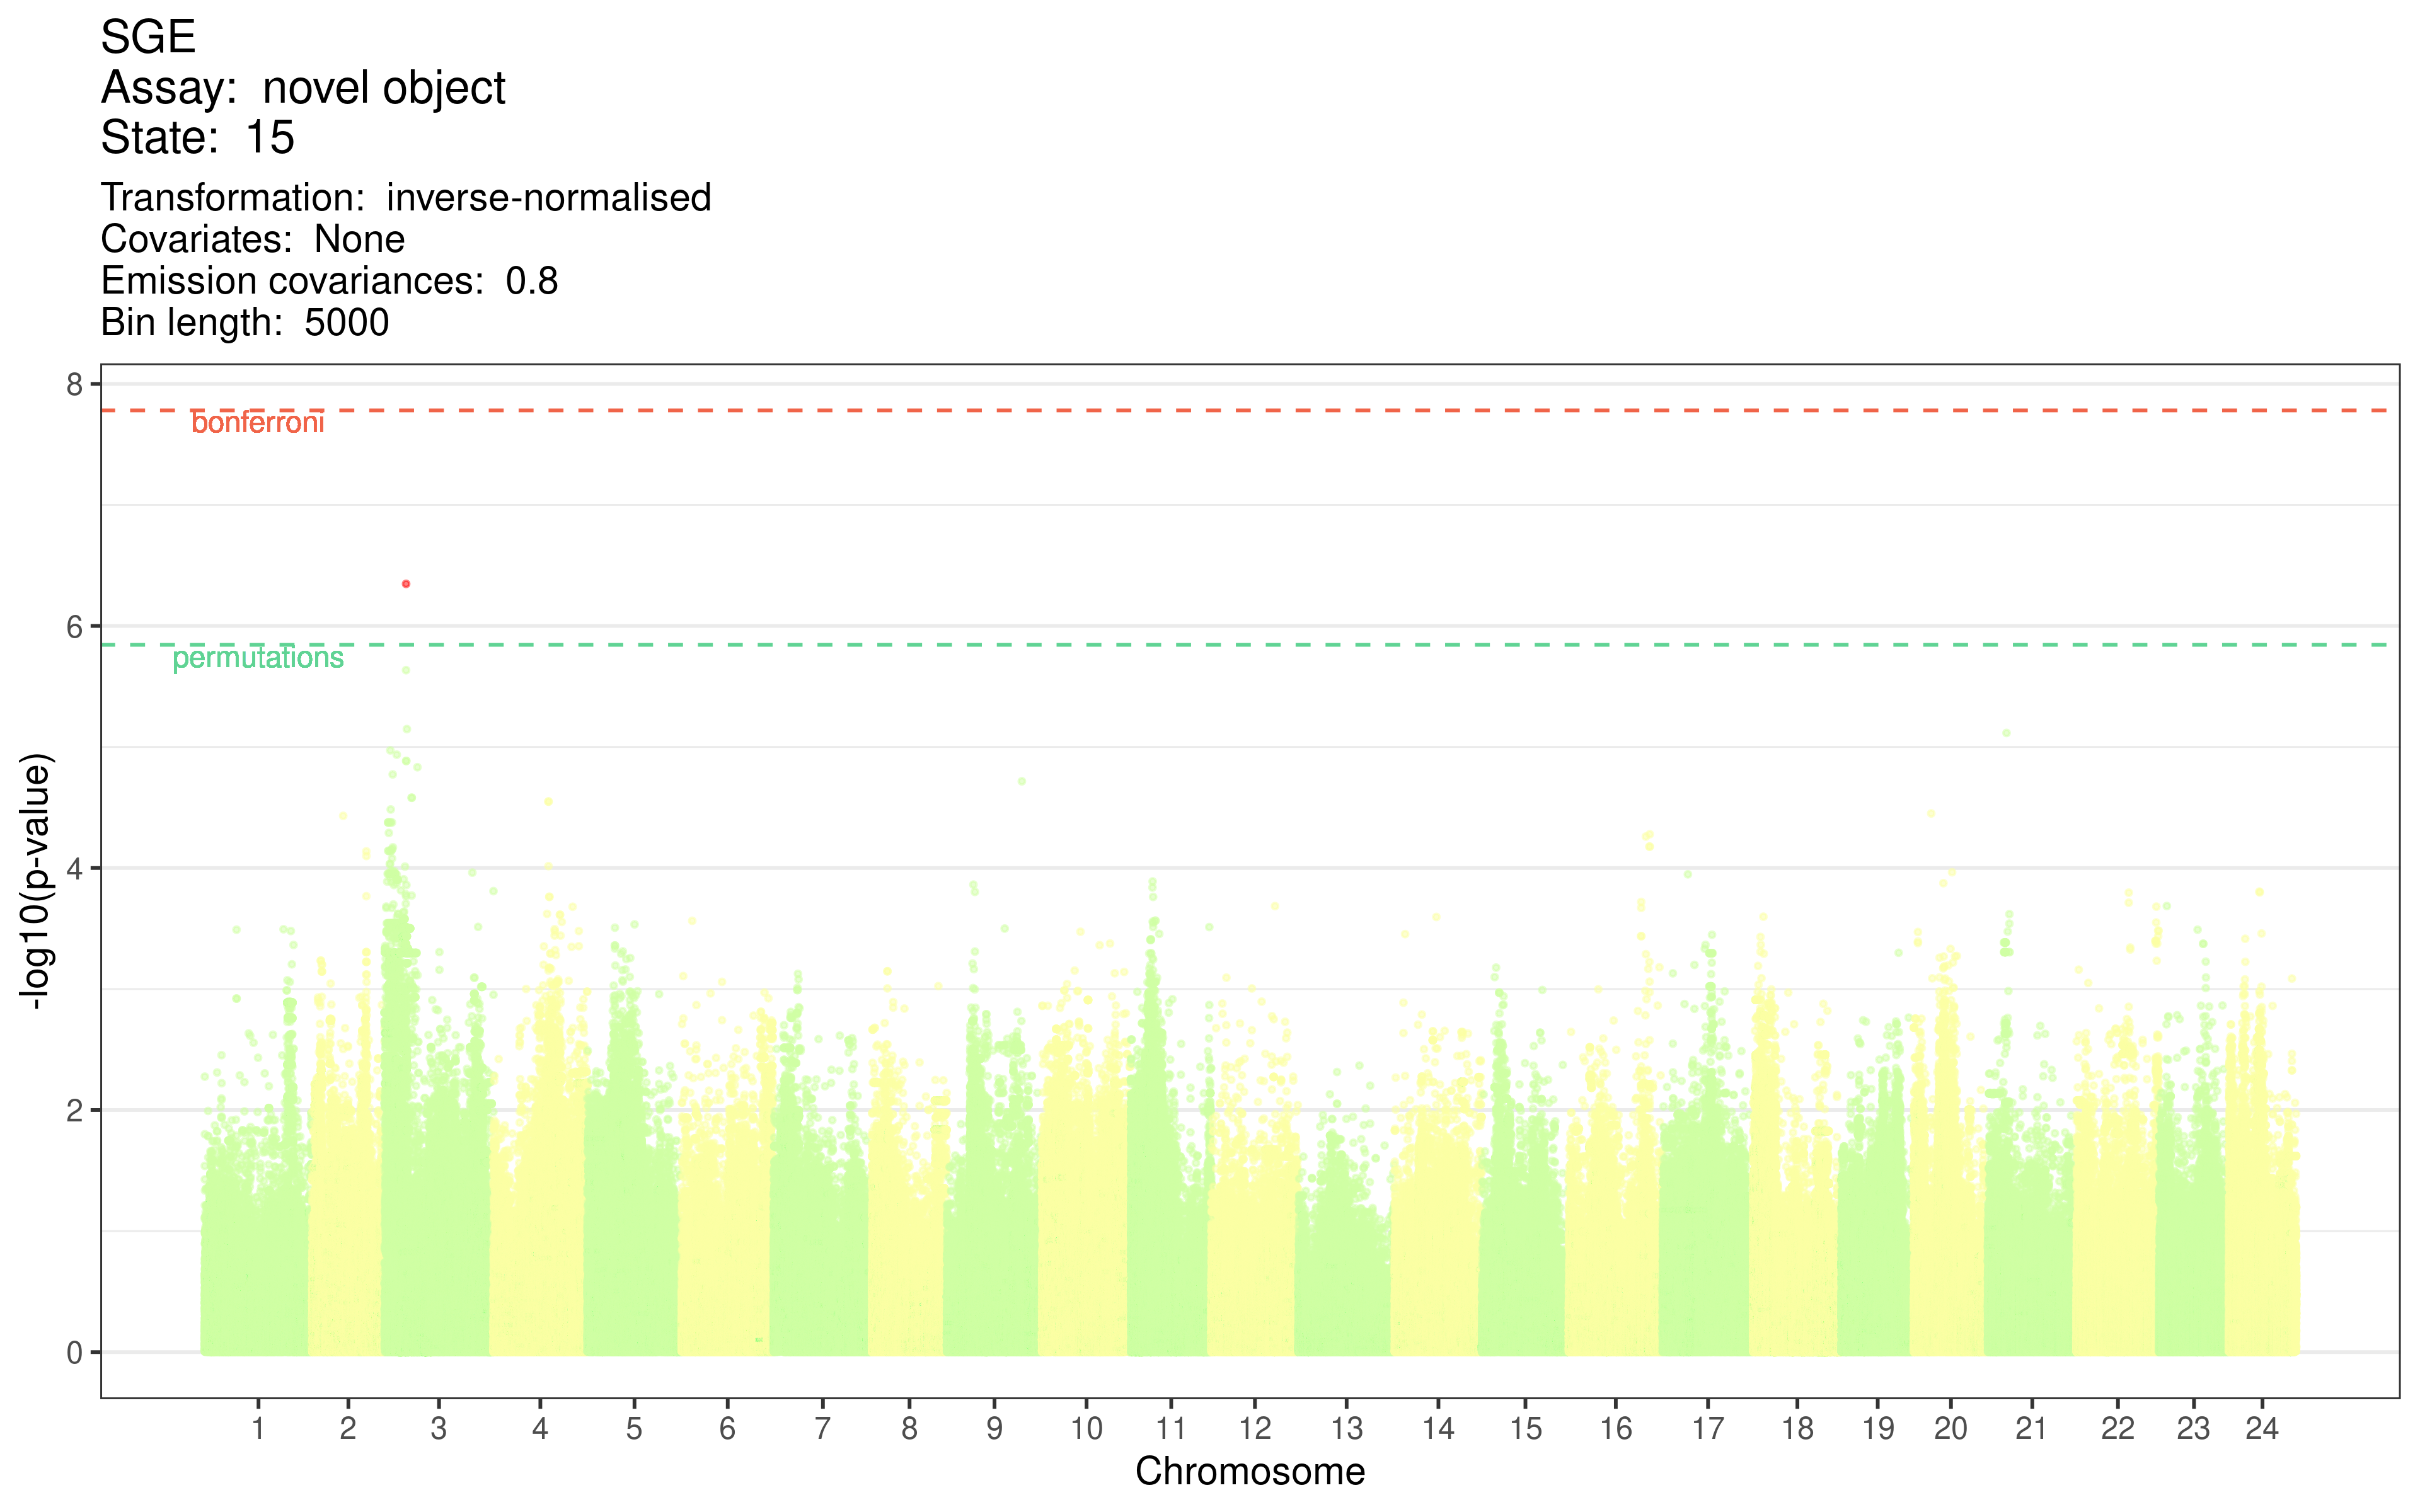 SGE
Assay:  novel object
State:  15
Transformation:  inverse-normalised
Covariates:  None
Emission covariances:  0.8
Bin length:  5000
8
bonferroni
6
permutations
4
2
0
-log10(p-value)
1 2 3 4 5 6 7 8 9 10 11 12 13 14 15 16 17 18 19 20 21 22 23 24
Chromosome